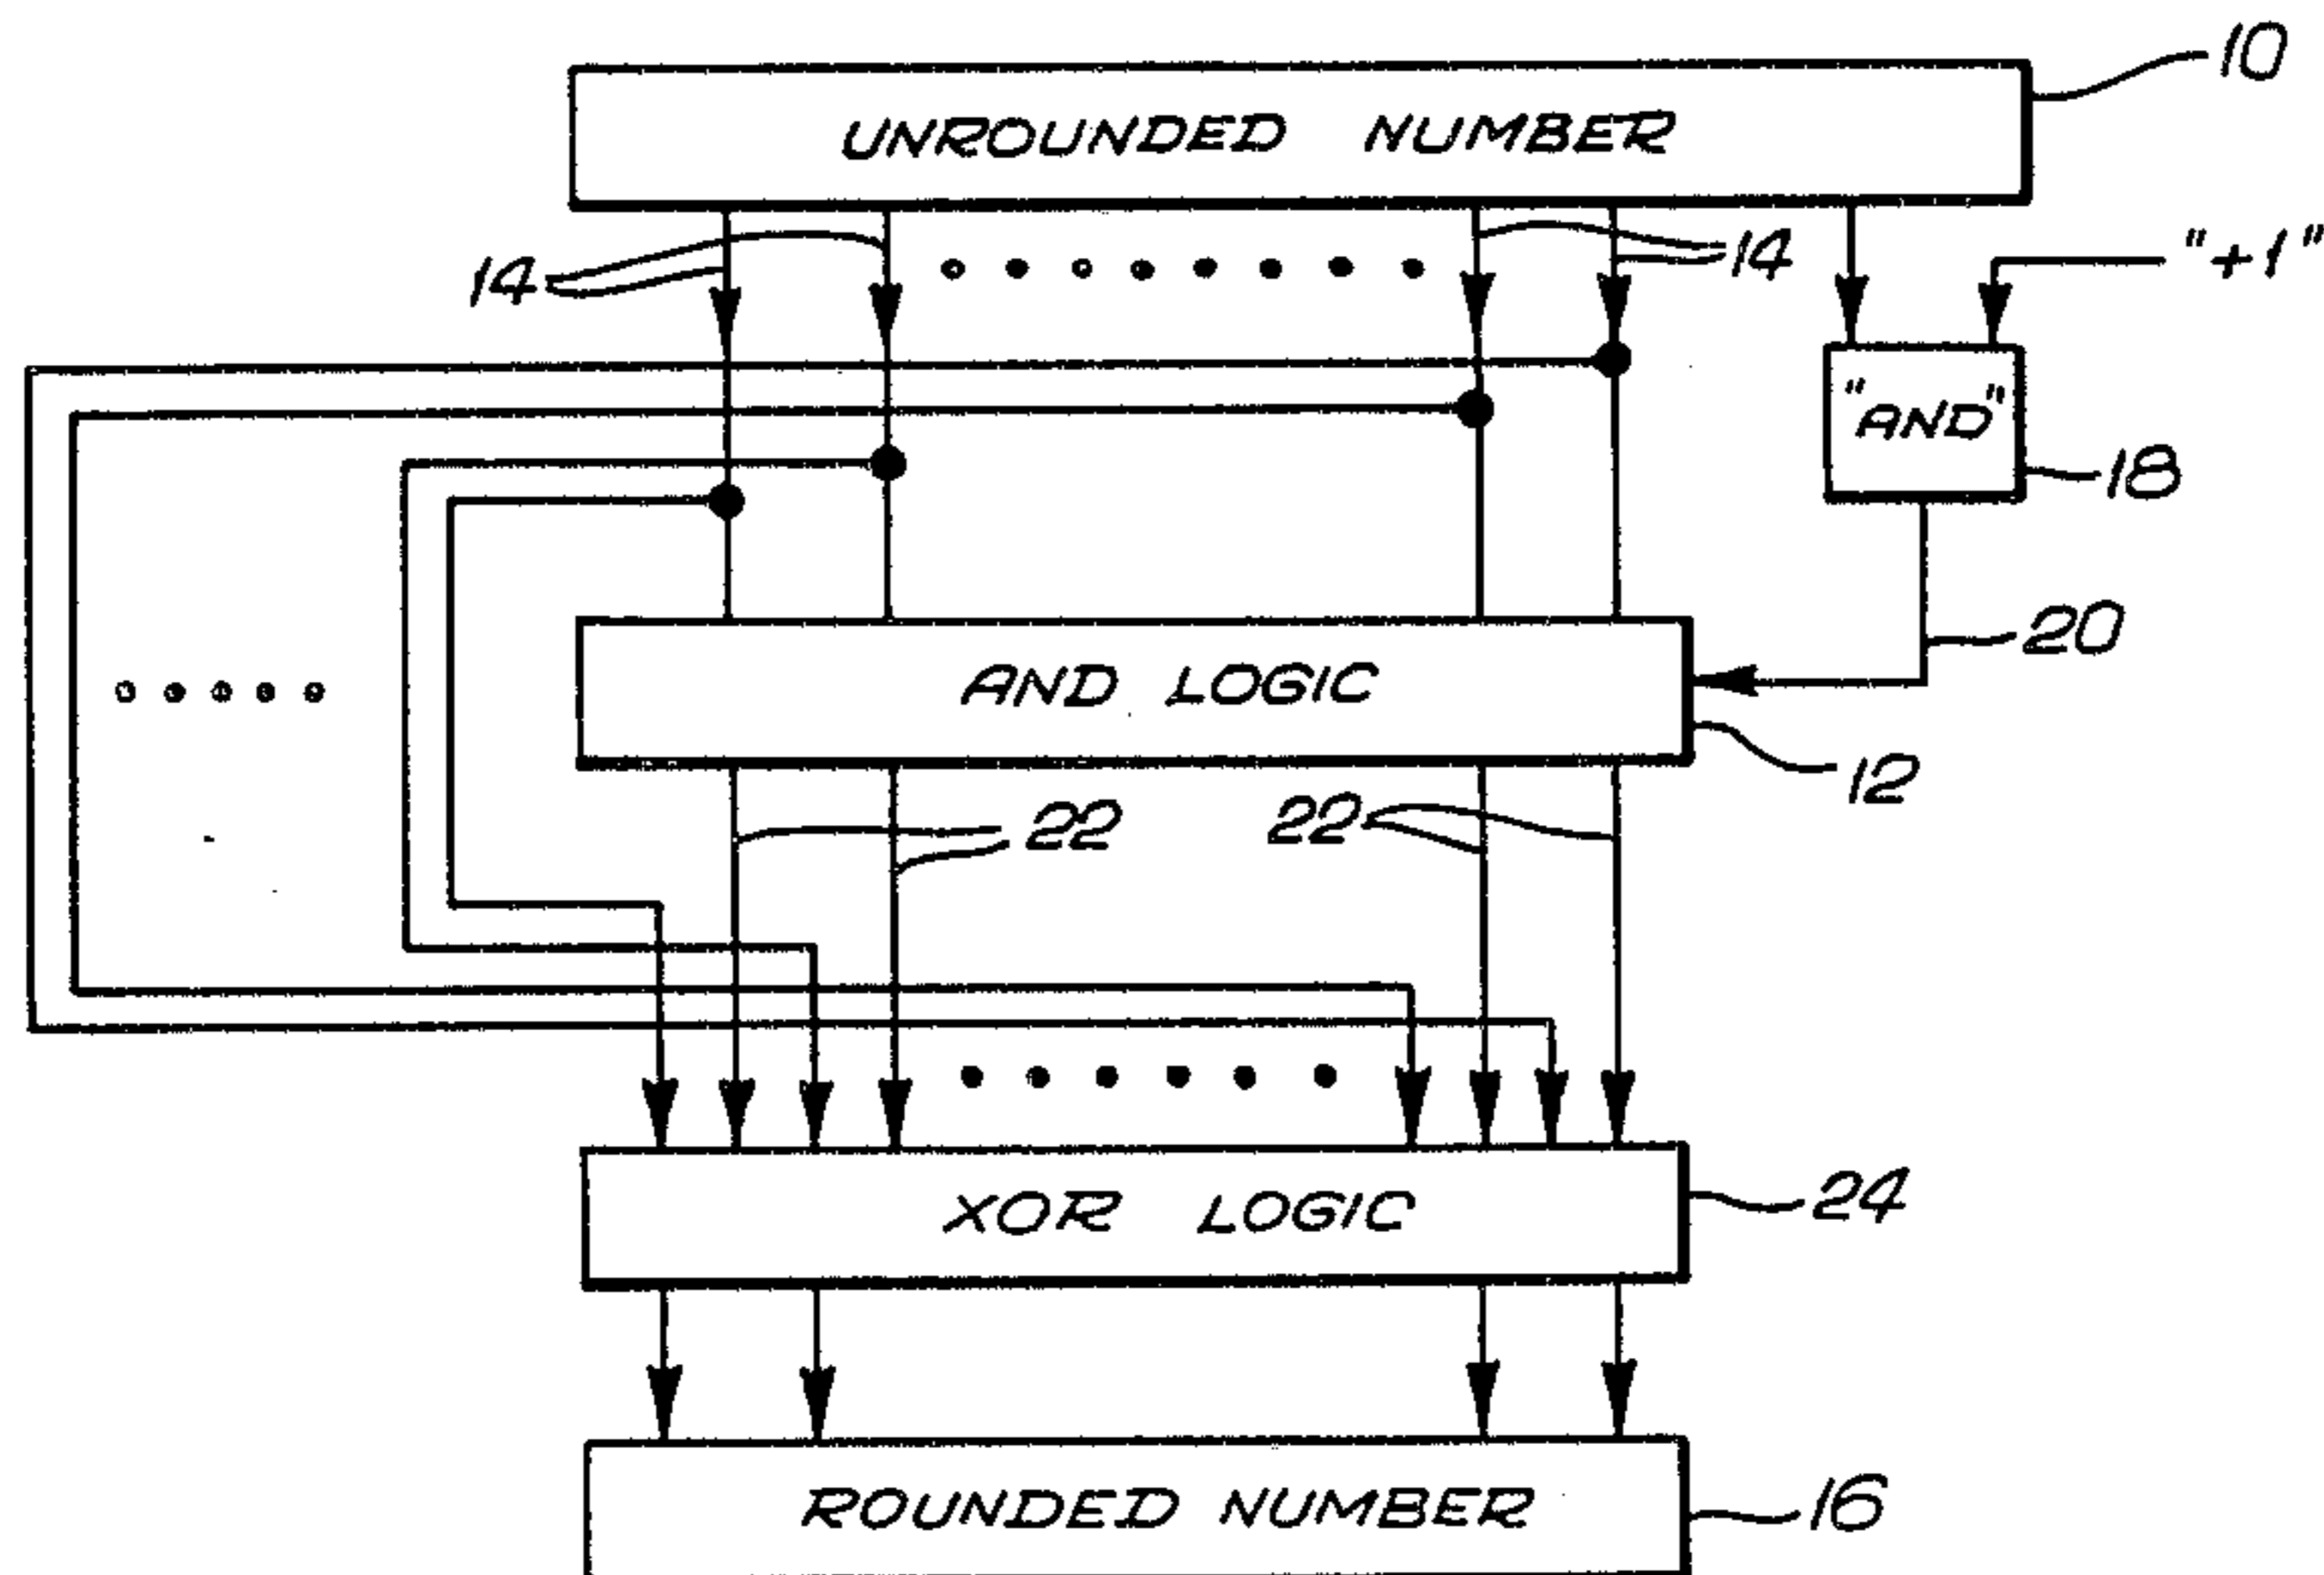 10
UNROUNDED NUMBER
14
14
"+1"
"AND"
18
20
AND LOGIC
12
22
22
XOR LOGIC
24
ROUNDED NUMBER
16